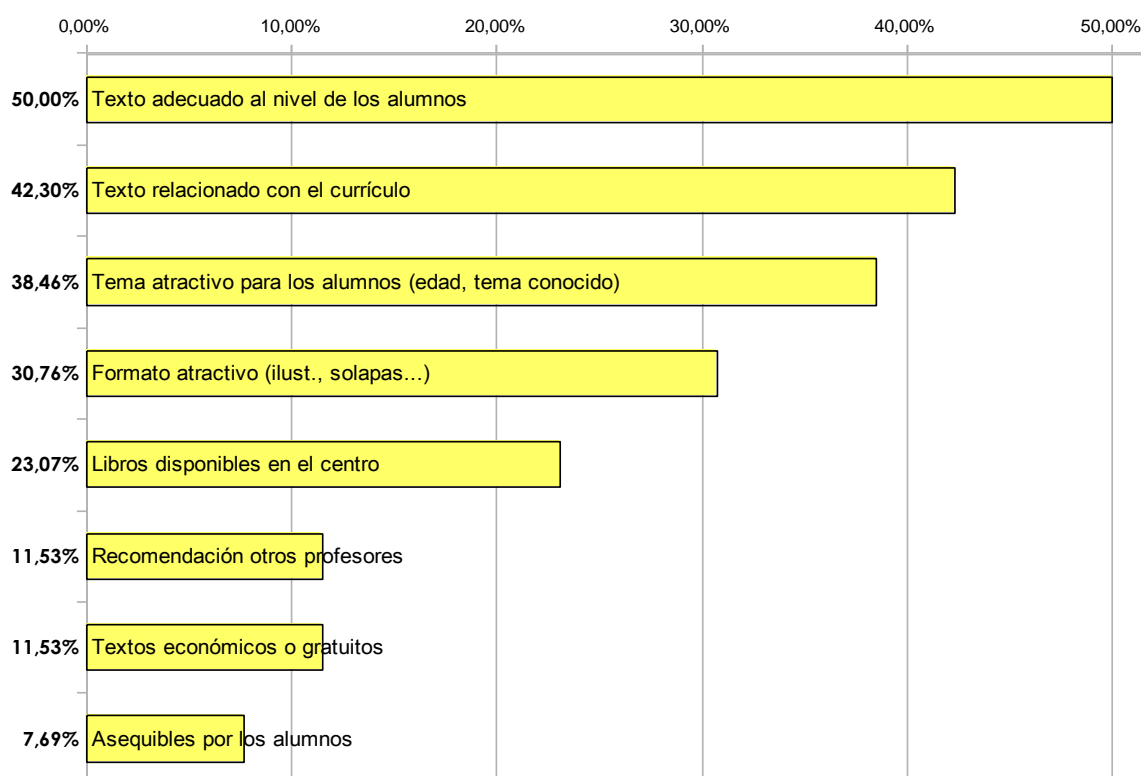 0,00% 10,00% 20,00% 30,00% 40,00% 50,00%
50,00% Texto adecuado al nivel de los alumnos
42,30% Texto relacionado con el currículo
38,46% Tema atractivo para los alumnos (edad, tema conocido)
30,76% Formato atractivo (ilust., solapas...)
23,07% Libros disponibles en el centro
11,53% Recomendación otros profesores
11,53% Textos económicos o gratuitos
7,69% Asequibles por los alumnos